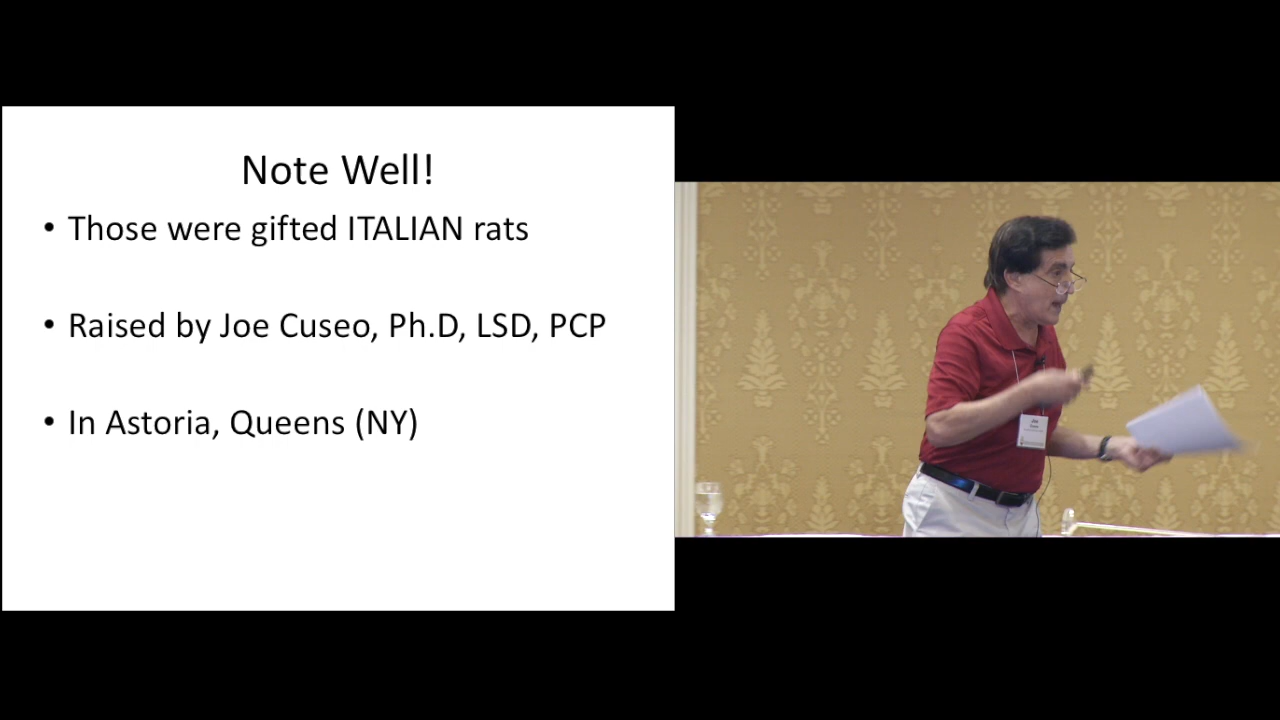 Note Well!
• Those were gifted ITALIAN rats
• Raised by Joe Cuseo, Ph.D, LSD, PCP
• In Astoria, Queens (NY)